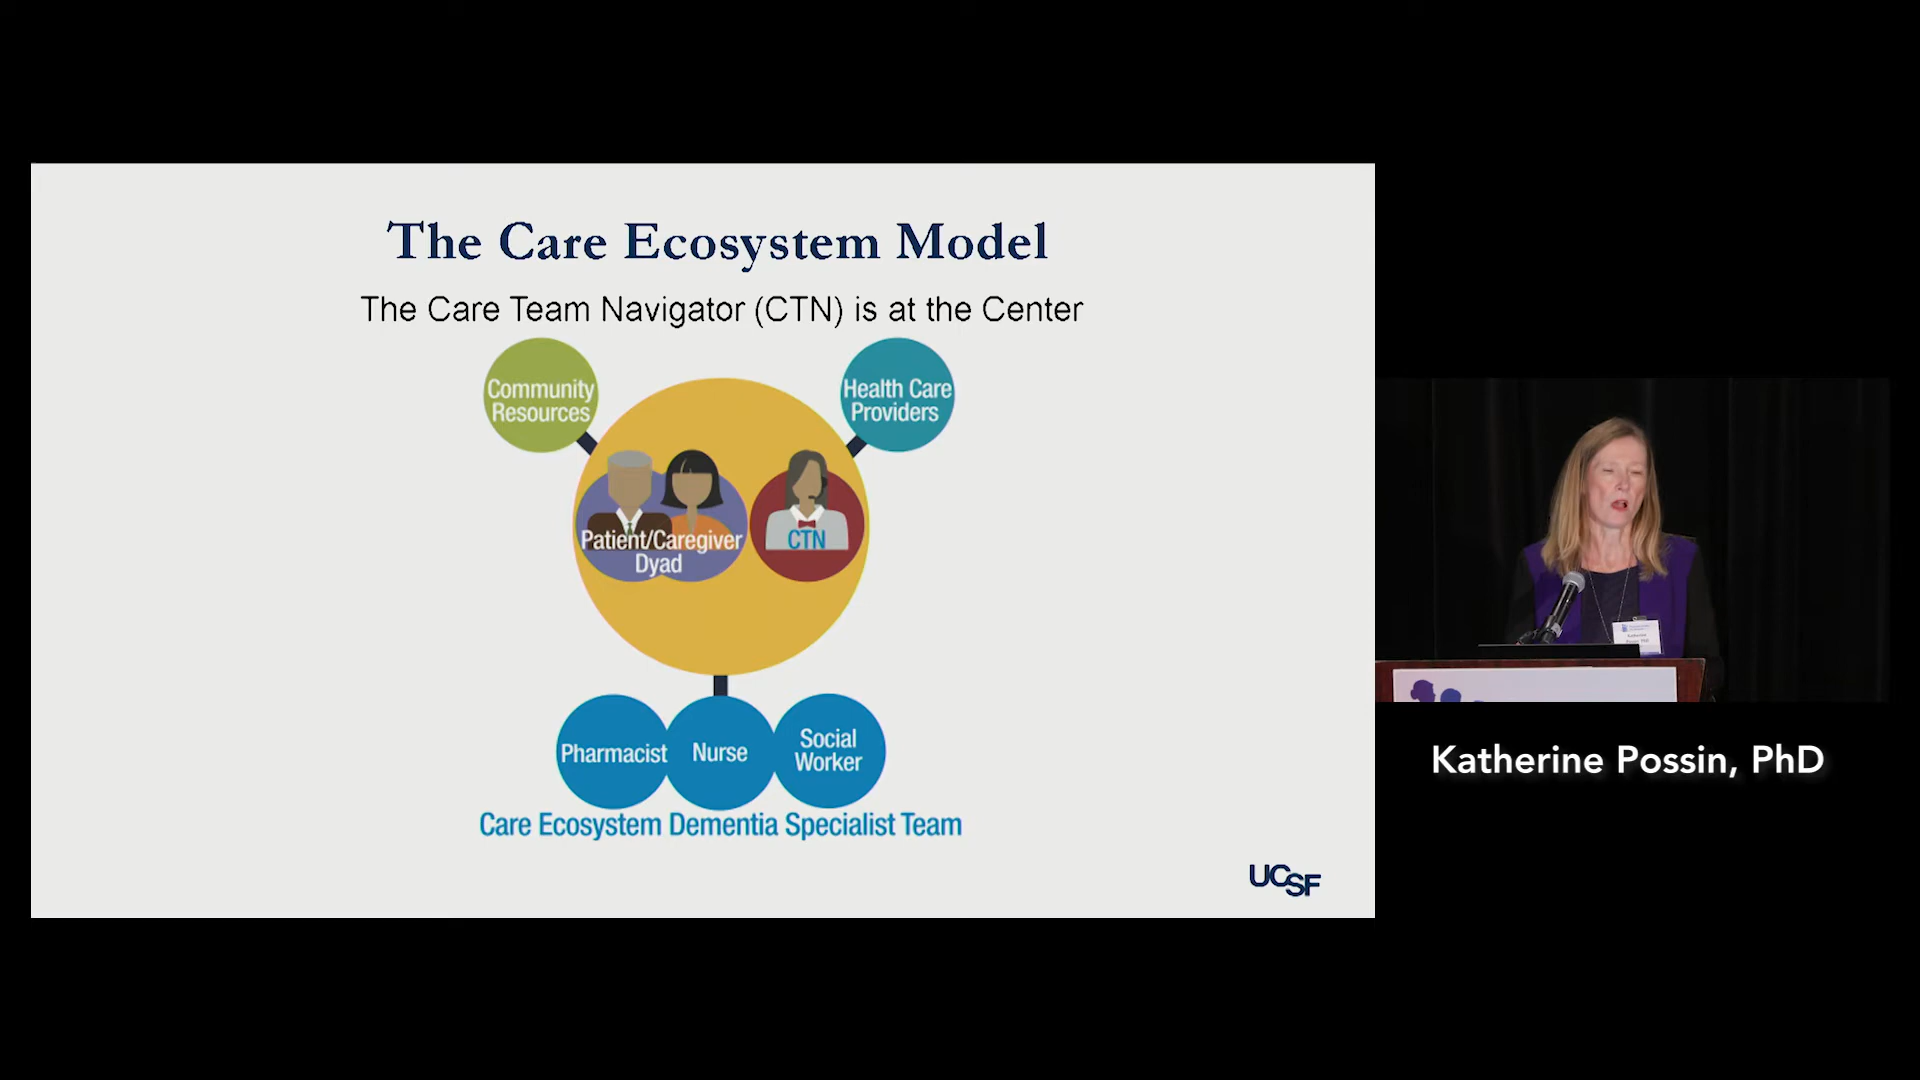 The Care Ecosystem Model
The Care Team Navigator (CTN) is at the Center
Community
Resources
Health Care
Providers
Patient/Caregiver
Dyad
CTN
Pharmacist
Nurse
Social
Worker
Care Ecosystem Dementia Specialist Team
UCSF
Katherine Possin, PhD